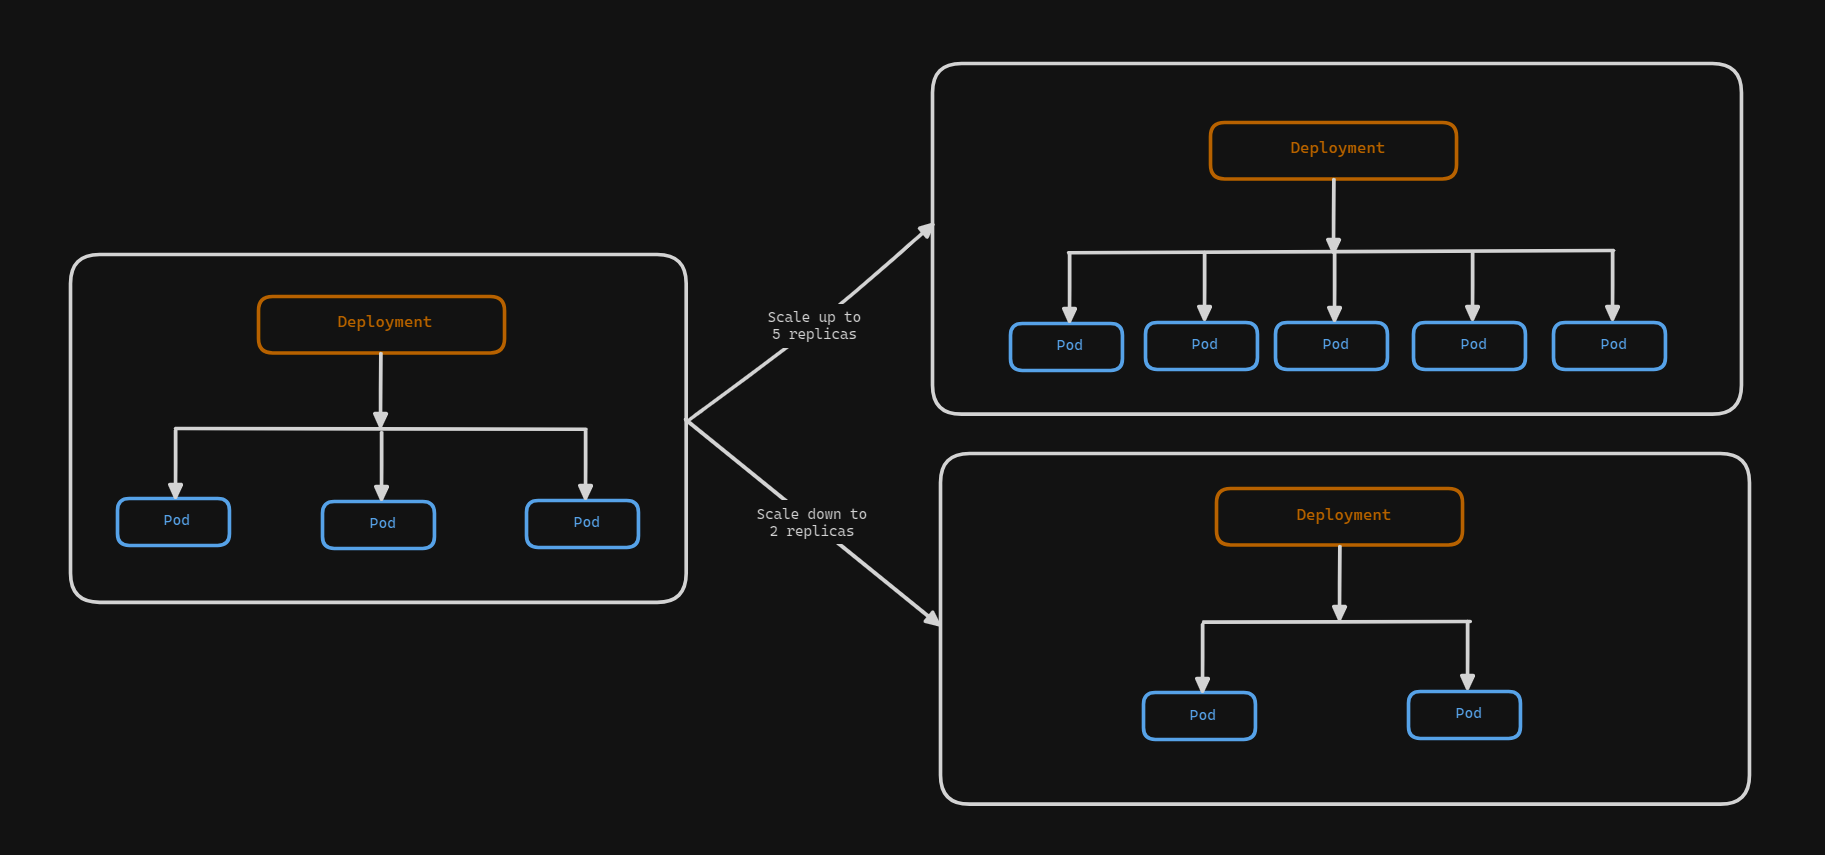 Deployment
Pod
Pod
Pod
Scale up to
5 replicas
Scale down to
2 replicas
Deployment
Pod
Pod
Pod
Pod
Pod
Deployment
Pod
Pod